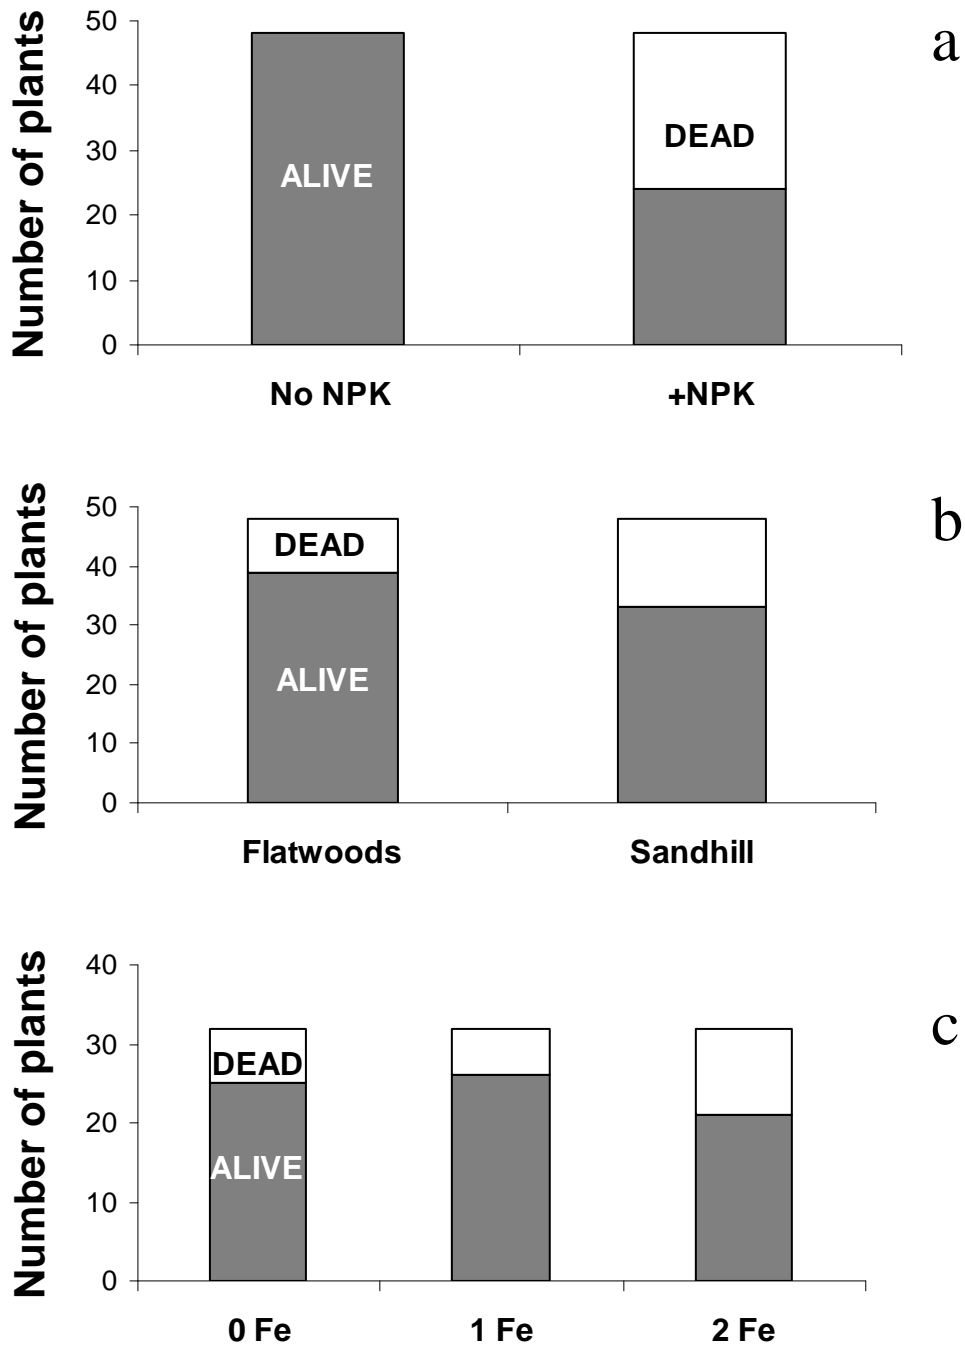 a
Number of plants
50
40
30
20
10
0
ALIVE
DEAD
No NPK
+NPK
b
Number of plants
50
40
30
20
10
0
DEAD
ALIVE
Flatwoods
Sandhill
c
Number of plants
40
30
20
10
0
DEAD
ALIVE
0 Fe
1 Fe
2 Fe